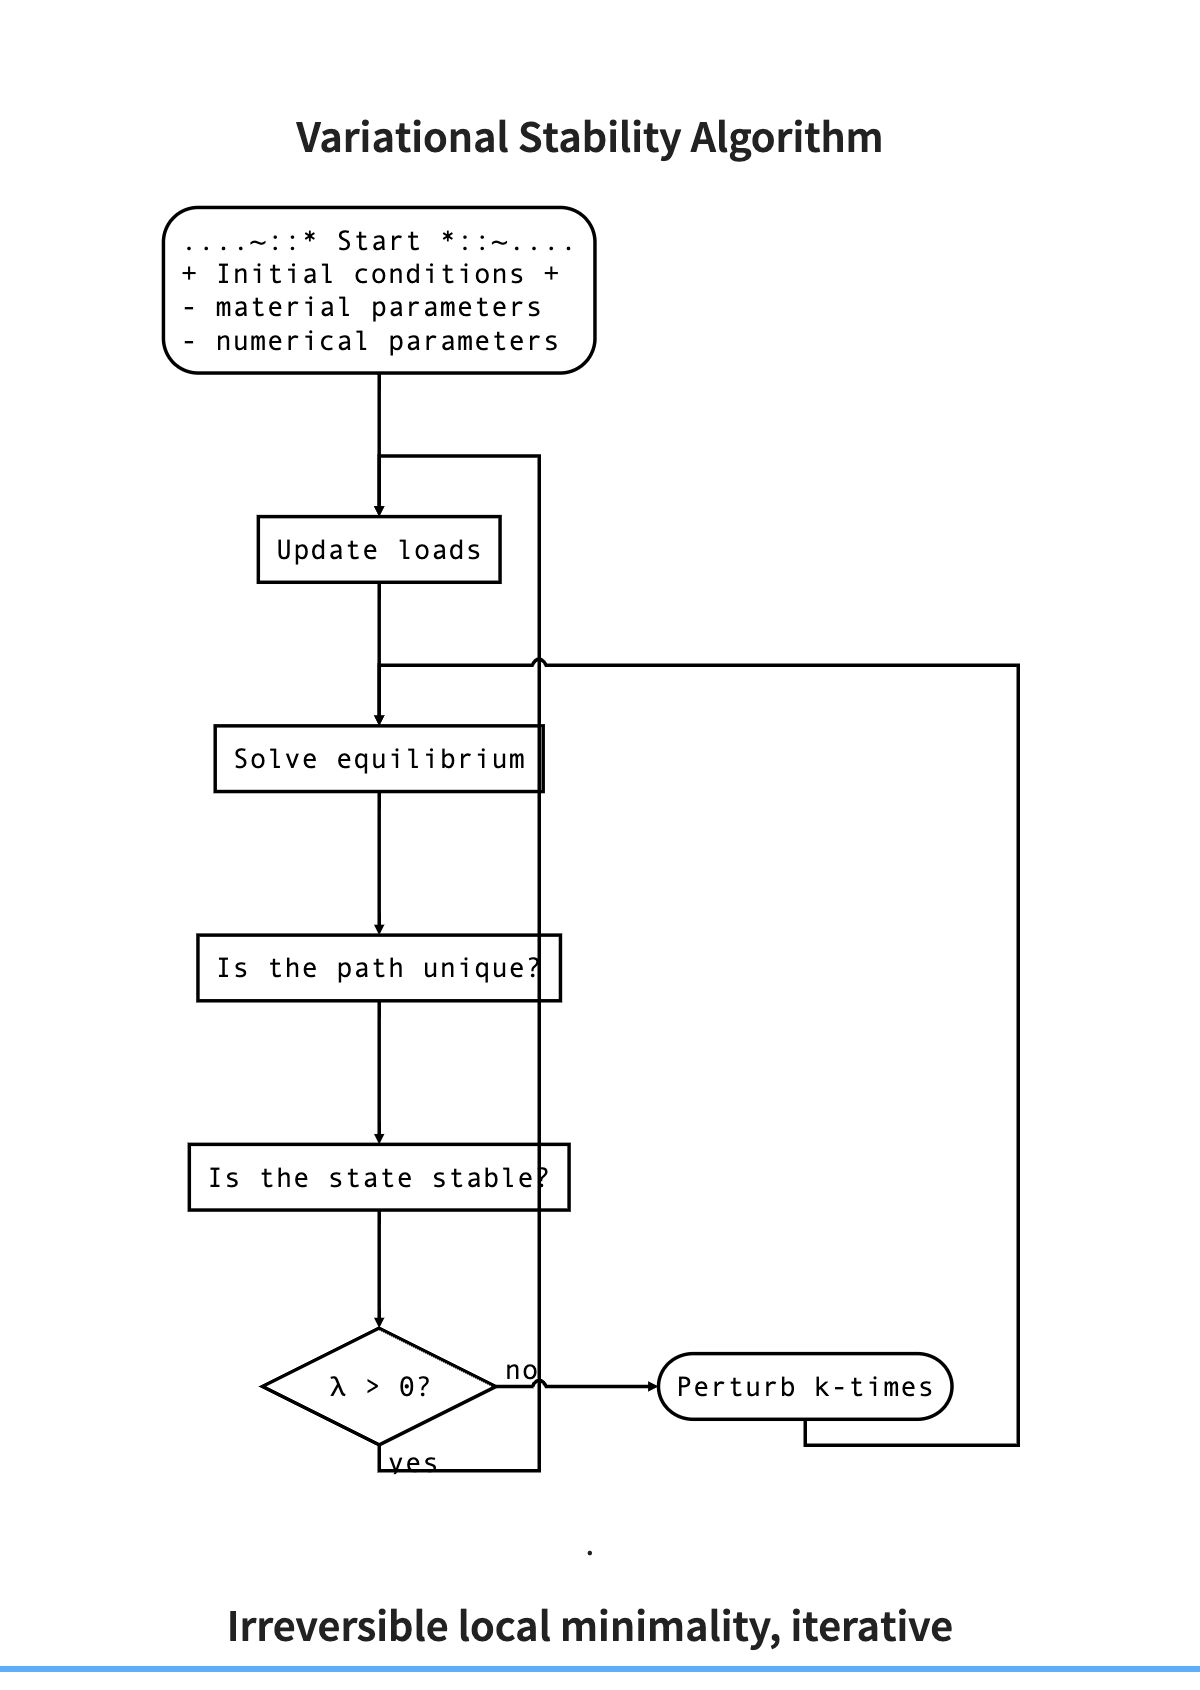 Variational Stability Algorithm
....~::* Start *::~....
+ Initial conditions +
- material parameters
- numerical parameters
Update loads
Solve equilibrium
Is the path unique?
Is the state stable?
λ > 0?
no
Perturb k-times
yes
.
Irreversible local minimality, iterative